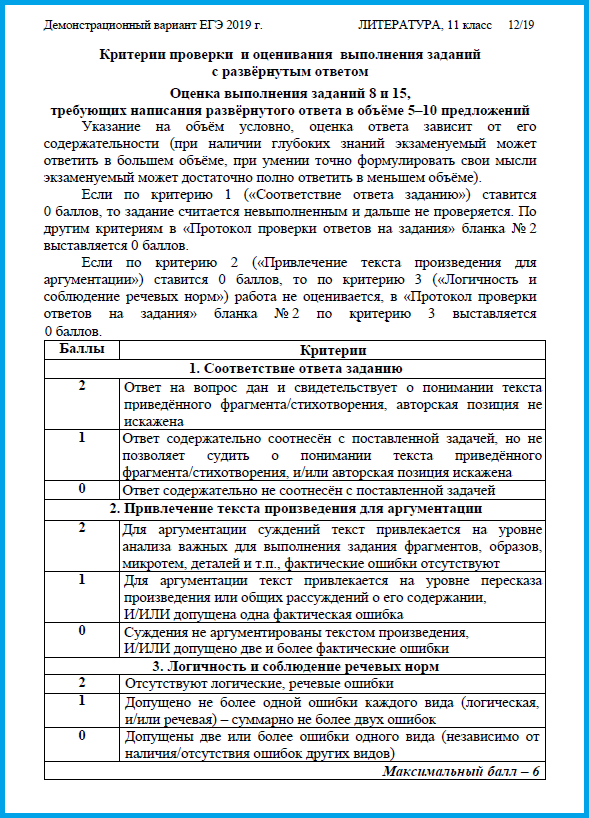 Демонстрационный вариант ЕГЭ 2019 г. ЛИТЕРАТУРА, 11 класс 12/19
Критерии проверки и оценивания выполнения заданий
с развёрнутым ответом
Оценка выполнения заданий 8 и 15,
требующих написания развёрнутого ответа в объёме 5–10 предложений
Указание на объём условно, оценка ответа зависит от его
содержательности (при наличии глубоких знаний экзаменуемый может
ответить в большем объёме, при умении точно формулировать свои мысли
экзаменуемый может достаточно полно ответить в меньшем объёме).
Если по критерию 1 («Соответствие ответа заданию») ставится
0 баллов, то задание считается невыполненным и дальше не проверяется. По
другим критериям в «Протокол проверки ответов на задания» бланка № 2
выставляется 0 баллов.
Если по критерию 2 («Привлечение текста произведения для
аргументации») ставится 0 баллов, то по критерию 3 («Логичность и
соблюдение речевых норм») работа не оценивается, в «Протокол проверки
ответов на задания» бланка № 2 по критерию 3 выставляется
0 баллов.
Баллы Критерии
1. Соответствие ответа заданию
2 Ответ на вопрос дан и свидетельствует о понимании текста
приведённого фрагмента/стихотворения, авторская позиция не
искажена
1 Ответ содержательно соотнесён с поставленной задачей, но не
позволяет судить о понимании текста приведённого
фрагмента/стихотворения, и/или авторская позиция искажена
0 Ответ содержательно не соотнесён с поставленной задачей
2. Привлечение текста произведения для аргументации
2 Для аргументации суждений текст привлекается на уровне
анализа важных для выполнения задания фрагментов, образов,
микротем, деталей и т.п., фактические ошибки отсутствуют
1 Для аргументации текст привлекается на уровне пересказа
произведения или общих рассуждений о его содержании,
И/ИЛИ допущена одна фактическая ошибка
0 Суждения не аргументированы текстом произведения,
И/ИЛИ допущено две и более фактические ошибки
3. Логичность и соблюдение речевых норм
2 Отсутствуют логические, речевые ошибки
1 Допущено не более одной ошибки каждого вида (логическая,
и/или речевая) – суммарно не более двух ошибок
0 Допущены две или более ошибки одного вида (независимо от
наличия/отсутствия ошибок других видов)
Максимальный балл – 6